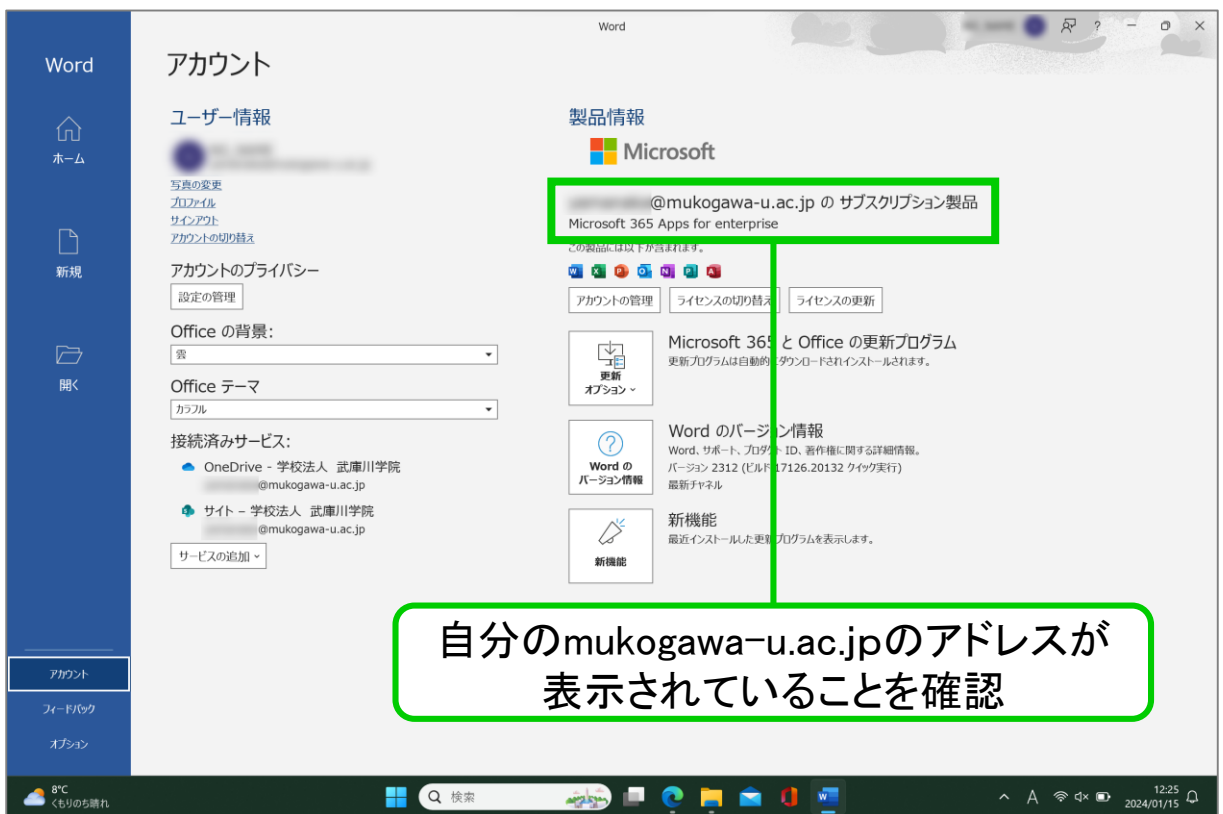 Word
?
Word
ホーム
新規
開く
アカウント
フィードバック
オプション
アカウント
ユーザー情報
写真の変更
プロファイル
サインアウト
アカウントの切り替え
アカウントのプライバシー
設定の管理
Office の背景:
雲
Office テーマ
カラフル
接続済みサービス:
OneDrive - 学校法人 武庫川学院
@mukogawa-u.ac.jp
サイト – 学校法人 武庫川学院
@mukogawa-u.ac.jp
サービスの追加
製品情報
Microsoft
@mukogawa-u.ac.jp の サブスクリプション製品
Microsoft 365 Apps for enterprise
この製品には以下が含まれます。
アカウントの管理 ライセンスの切り替え ライセンスの更新
更新
オプション
Microsoft 365 と Office の更新プログラム
更新プログラムは自動的にダウンロードされインストールされます。
Word の
バージョン情報
Word のバージョン情報
Word、サポート、プロダクト ID、著作権に関する詳細情報。
バージョン 2312 (ビルド 17126.20132 クイック実行)
最新チャネル
新機能
新機能
最近インストールした更新プログラムを表示します。
自分のmukogawa-u.ac.jpのアドレスが
表示されていることを確認
8°C
くもりのち晴れ
検索
A
12:25
2024/01/15